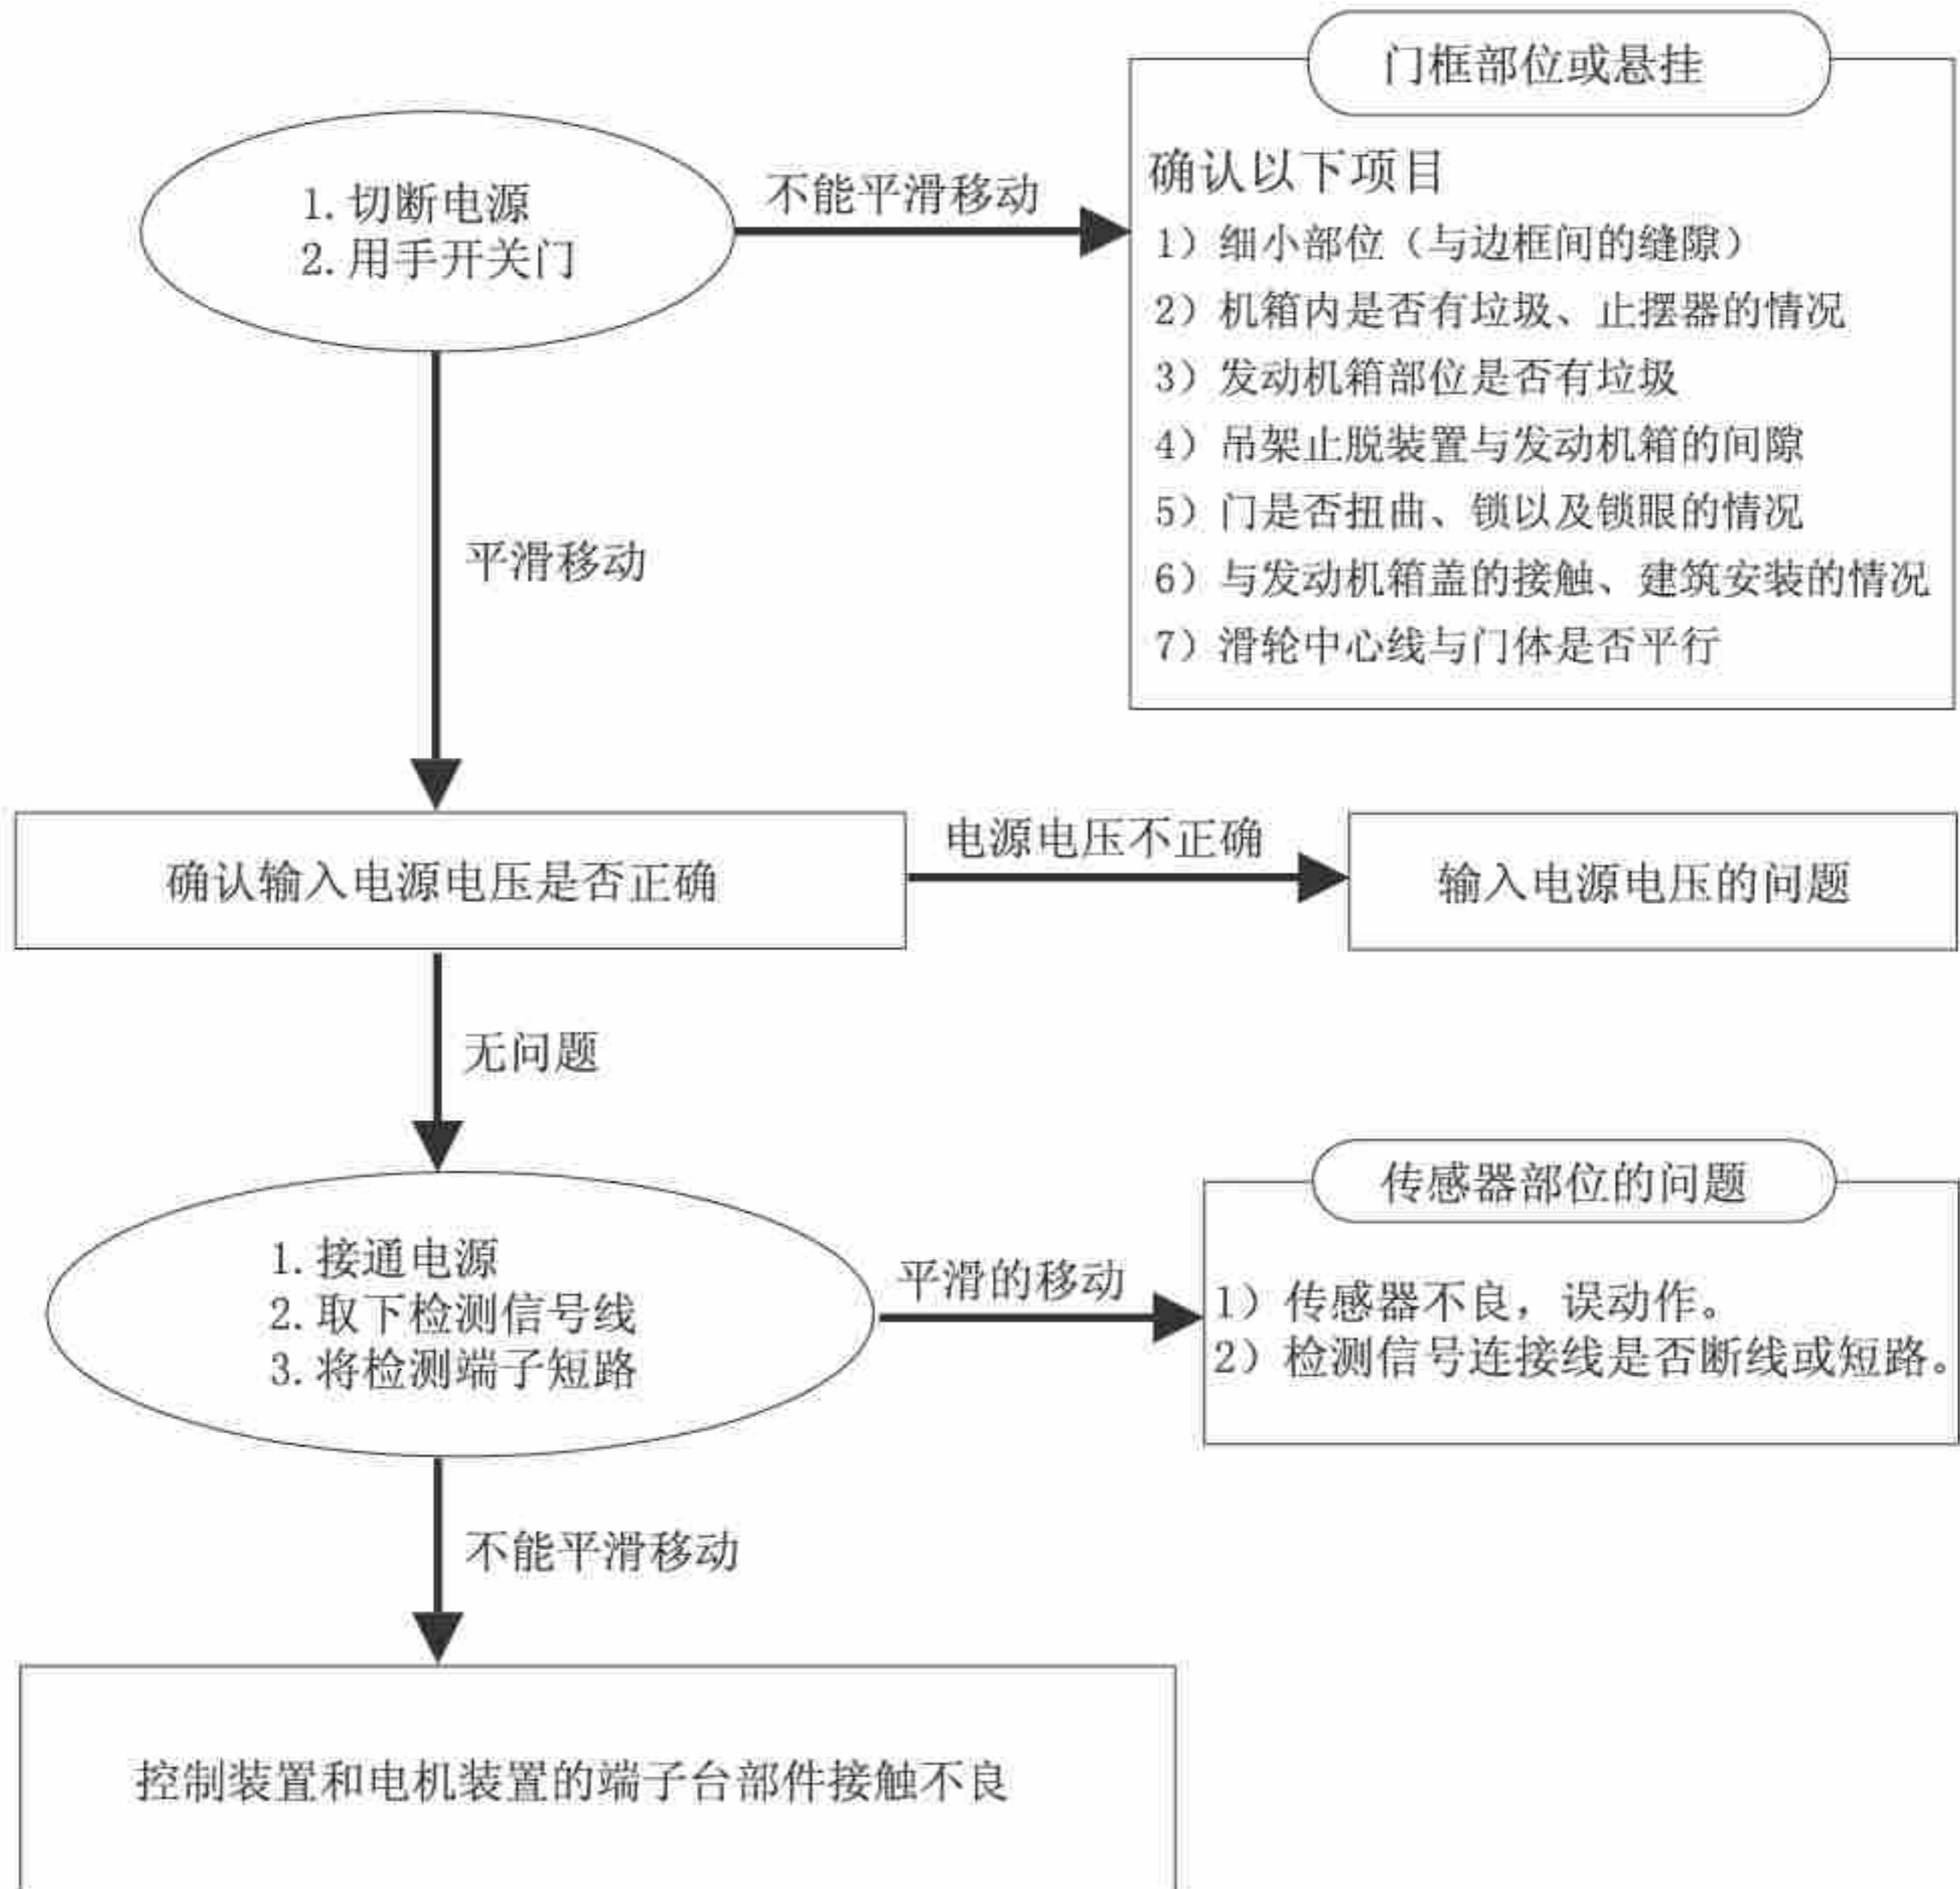 门框部位或悬挂
1. 切断电源
2. 用手开关门
不能平滑移动
确认以下项目
1）细小部位（与边框间的缝隙）
2）机箱内是否有垃圾、止摆器的情况
3）发动机箱部位是否有垃圾
4）吊架止脱装置与发动机箱的间隙
5）门是否扭曲、锁以及锁眼的情况
6）与发动机箱盖的接触、建筑安装的情况
7）滑轮中心线与门体是否平行
平滑移动
确认输入电源电压是否正确
电源电压不正确
输入电源电压的问题
无问题
1. 接通电源
2. 取下检测信号线
3. 将检测端子短路
平滑的移动
传感器部位的问题
1）传感器不良，误动作。
2）检测信号连接线是否断线或短路。
不能平滑移动
控制装置和电机装置的端子台部件接触不良